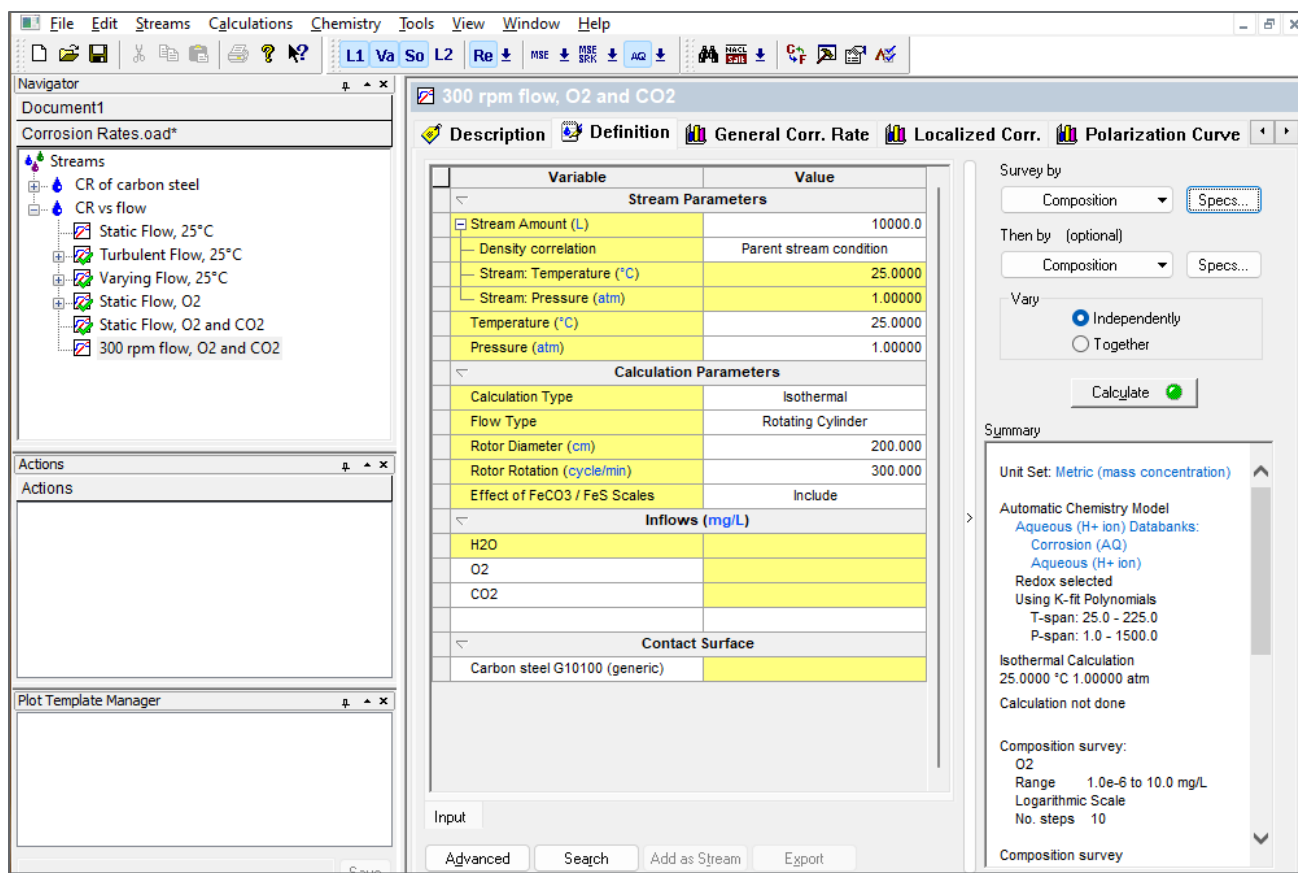 File Edit Streams Calculations Chemistry Tools View Window Help
L1 Va So L2 Re MSE MSE SRK AQ NACL Salt C F
Navigator
Document1
Corrosion Rates.oad*
Streams
CR of carbon steel
CR vs flow
Static Flow, 25°C
Turbulent Flow, 25°C
Varying Flow, 25°C
Static Flow, O2
Static Flow, O2 and CO2
300 rpm flow, O2 and CO2
Actions
Actions
Plot Template Manager
Save
300 rpm flow, O2 and CO2
Description Definition General Corr. Rate Localized Corr. Polarization Curve
Variable Value
Stream Parameters
Stream Amount (L) 10000.0
Density correlation Parent stream condition
Stream: Temperature (°C) 25.0000
Stream: Pressure (atm) 1.00000
Temperature (°C) 25.0000
Pressure (atm) 1.00000
Calculation Parameters
Calculation Type Isothermal
Flow Type Rotating Cylinder
Rotor Diameter (cm) 200.000
Rotor Rotation (cycle/min) 300.000
Effect of FeCO3 / FeS Scales Include
Inflows (mg/L)
H2O
O2
CO2
Contact Surface
Carbon steel G10100 (generic)
Input
Advanced Search Add as Stream Export
Survey by
Composition Specs...
Then by (optional)
Composition Specs...
Vary
Independently
Together
Calculate
Summary
Unit Set: Metric (mass concentration)
Automatic Chemistry Model
Aqueous (H+ ion) Databanks:
Corrosion (AQ)
Aqueous (H+ ion)
Redox selected
Using K-fit Polynomials
T-span: 25.0 - 225.0
P-span: 1.0 - 1500.0
Isothermal Calculation
25.0000 °C 1.00000 atm
Calculation not done
Composition survey:
O2
Range 1.0e-6 to 10.0 mg/L
Logarithmic Scale
No. steps 10
Composition survey